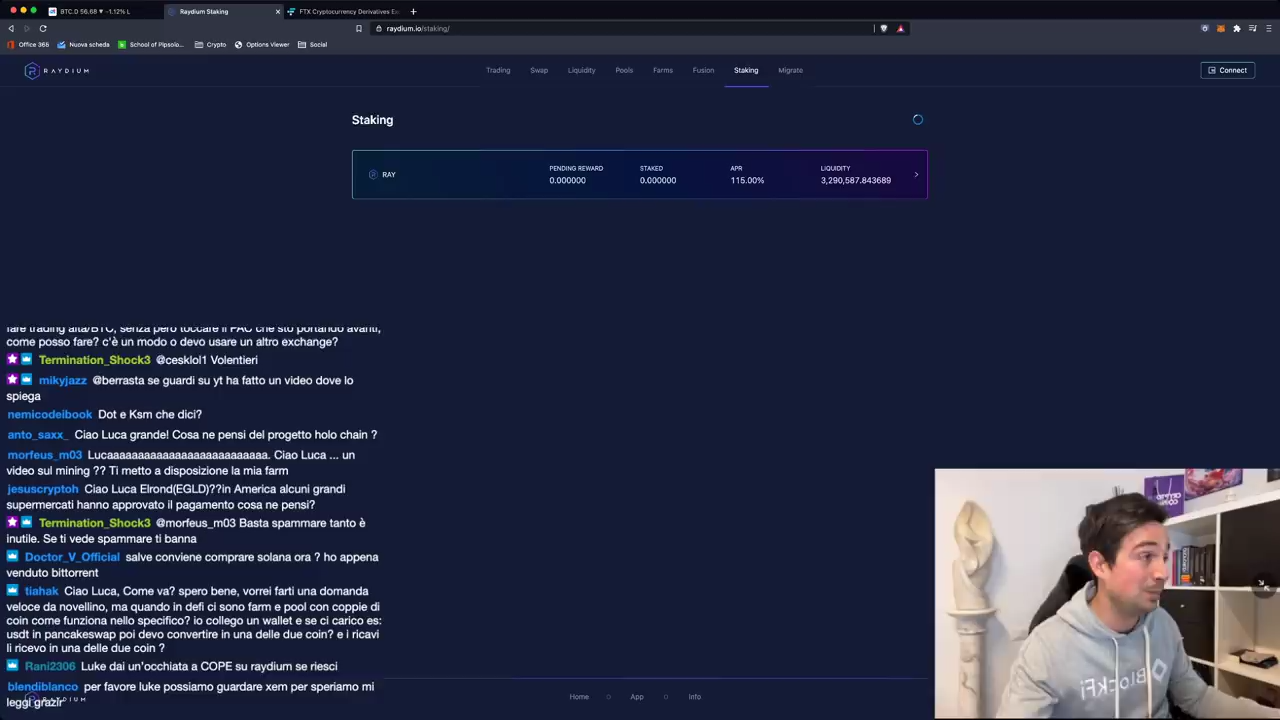 BTC.D 56.68 ▼ -1.12% L
Raydium Staking
FTX Cryptocurrency Derivatives Ex
raydium.io/staking/
Office 365
Nuova scheda
School of Pipsolo...
Crypto
Options Viewer
Social
RAYDIUM
Trading
Swap
Liquidity
Pools
Farms
Fusion
Staking
Migrate
Connect
Staking
RAY
PENDING REWARD
0.000000
STAKED
0.000000
APR
115.00%
LIQUIDITY
3,290,587.843689
fare trading alta/BTC, senza però toccare il PAC che sto portando avanti,
come posso fare? c'è un modo o devo usare un altro exchange?
Termination_Shock3 @cesklol1 Volentieri
mikyjazz @berrasta se guardi su yt ha fatto un video dove lo
spiega
nemicodeibook Dot e Ksm che dici?
anto_saxx_ Ciao Luca grande! Cosa ne pensi del progetto holo chain ?
morfeus_m03 Lucaaaaaaaaaaaaaaaaaaaaaaaaaa. Ciao Luca ... un
video sul mining ?? Ti metto a disposizione la mia farm
jesuscryptoh Ciao Luca Elrond(EGLD)??in America alcuni grandi
supermercati hanno approvato il pagamento cosa ne pensi?
Termination_Shock3 @morfeus_m03 Basta spammare tanto è
inutile. Se ti vede spammare ti banna
Doctor_V_Official salve conviene comprare solana ora ? ho appena
venduto bittorrent
tiahak Ciao Luca, Come va? spero bene, vorrei farti una domanda
veloce da novellino, ma quando in defi ci sono farm e pool con coppie di
coin come funziona nello specifico? io collego un wallet e se ci carico es:
usdt in pancakeswap poi devo convertire in una delle due coin? e i ricavi
li ricevo in una delle due coin ?
Rani2306 Luke dai un'occhiata a COPE su raydium se riesci
blendiblanco per favore luke possiamo guardare xem per speriamo mi
leggi grazir
Home
App
Info
BlockFi